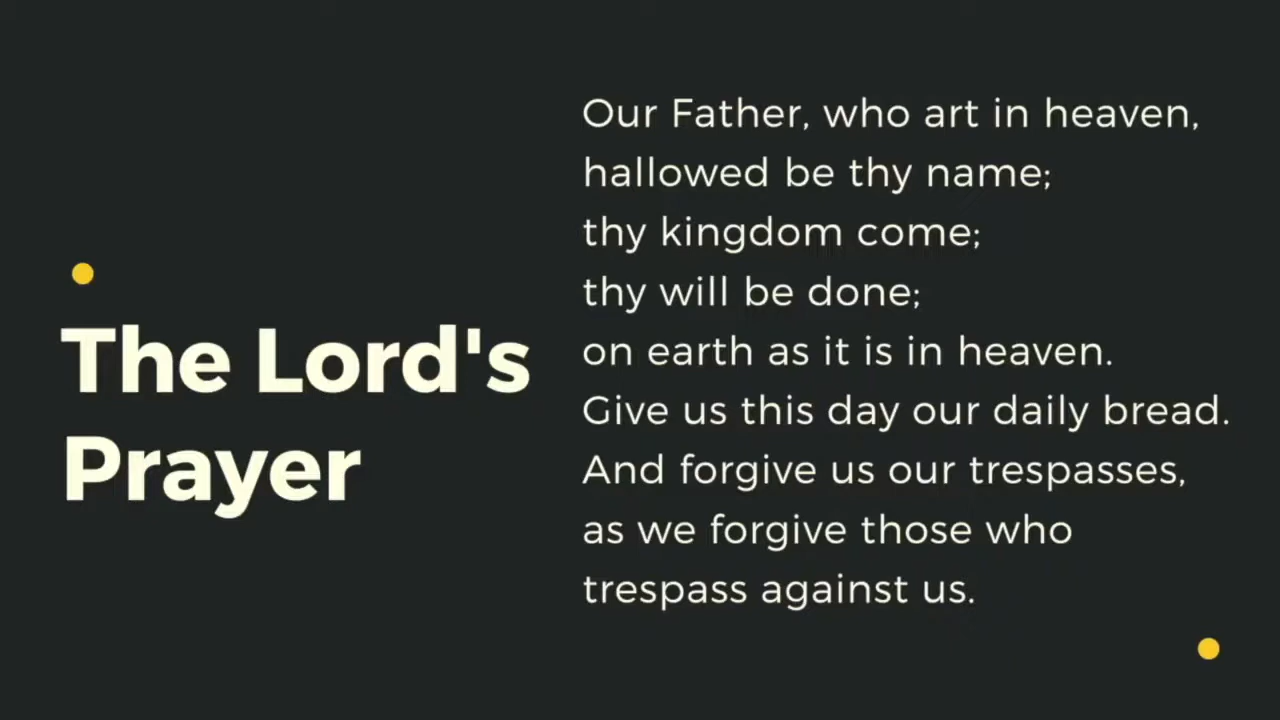 The Lord's
Prayer
Our Father, who art in heaven,
hallowed be thy name;
thy kingdom come;
thy will be done;
on earth as it is in heaven.
Give us this day our daily bread.
And forgive us our trespasses,
as we forgive those who
trespass against us.